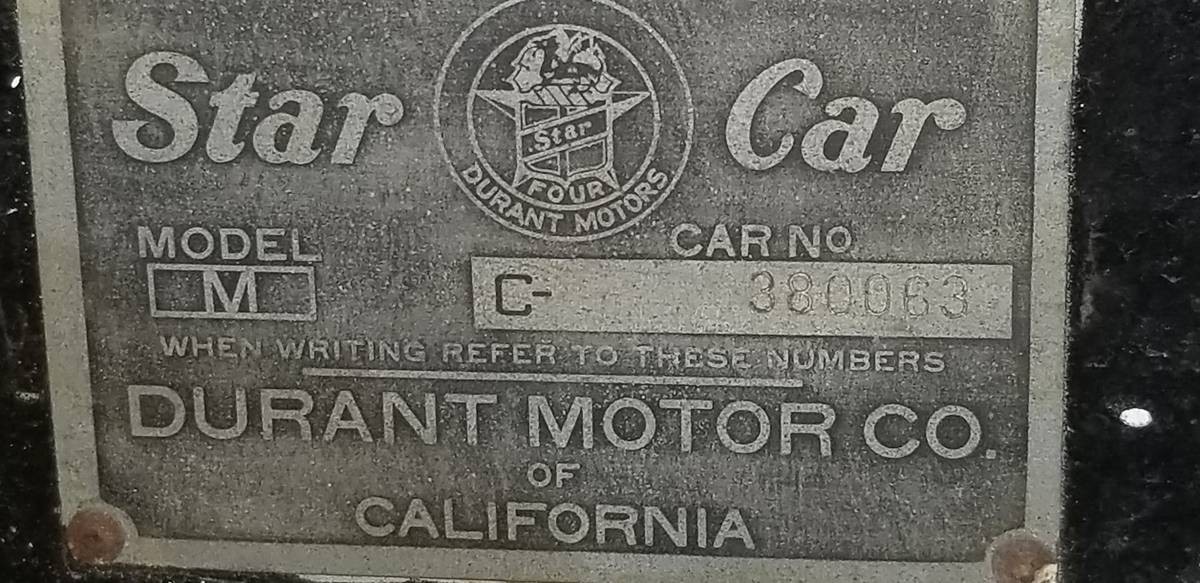 Star Car
Star
FOUR
DURANT MOTORS
MODEL CAR NO.
M C- 380063
WHEN WRITING REFER TO THESE NUMBERS
DURANT MOTOR CO.
OF
CALIFORNIA